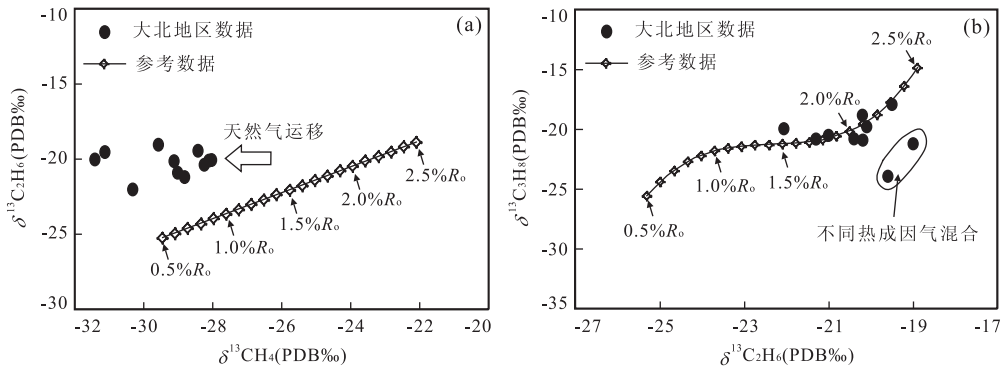 (a)
大北地区数据
参考数据
天然气运移
0.5%Ro
1.0%Ro
1.5%Ro
2.0%Ro
2.5%Ro
-10
-15
-20
-25
-30
-32 -30 -28 -26 -24 -22 -20
δ¹³C₂H₆(PDB‰)
δ¹³CH₄(PDB‰)
(b)
大北地区数据
参考数据
2.5%Ro
2.0%Ro
1.0%Ro
1.5%Ro
0.5%Ro
不同热成因气混合
-10
-15
-20
-25
-30
-35
-27 -25 -23 -21 -19 -17
δ¹³C₃H₈(PDB‰)
δ¹³C₂H₆(PDB‰)